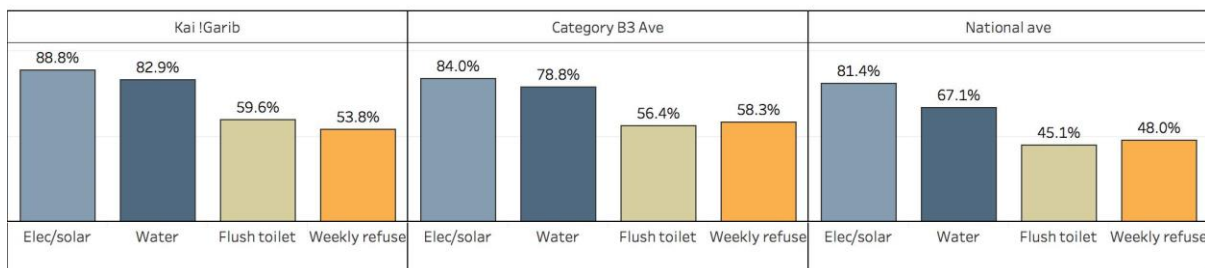 Kai !Garib
Category B3 Ave
National ave
88.8%
82.9%
59.6%
53.8%
84.0%
78.8%
56.4%
58.3%
81.4%
67.1%
45.1%
48.0%
Elec/solar
Water
Flush toilet
Weekly refuse
Elec/solar
Water
Flush toilet
Weekly refuse
Elec/solar
Water
Flush toilet
Weekly refuse